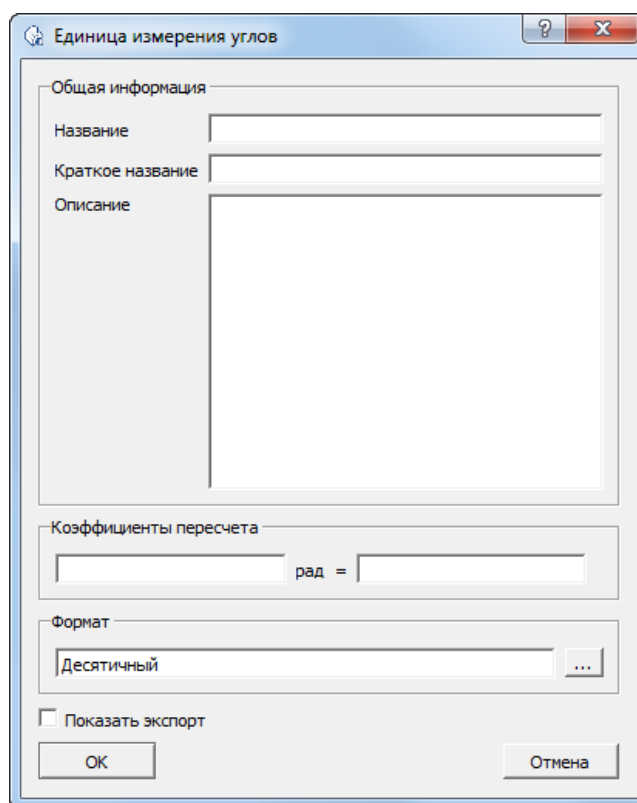 Единица измерения углов
Общая информация
Название
Краткое название
Описание
Коэффициенты пересчета
рад =
Формат
Десятичный
...
Показать экспорт
OK
Отмена